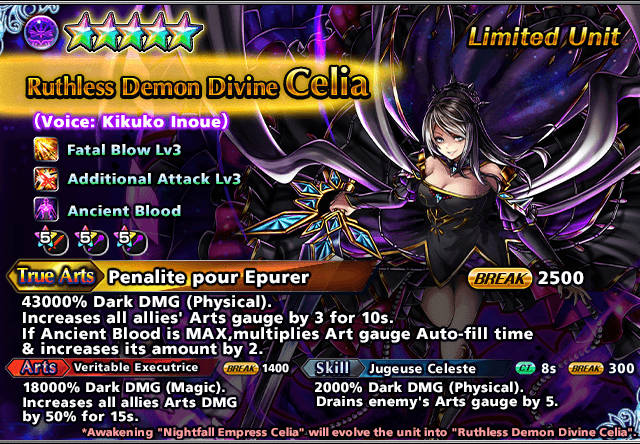 Limited Unit
Ruthless Demon Divine Celia
(Voice: Kikuko Inoue)
Fatal Blow Lv3
Additional Attack Lv3
Ancient Blood
5 5 5
True Arts Penalite pour Epurer BREAK 2500
43000% Dark DMG (Physical).
Increases all allies' Arts gauge by 3 for 10s.
If Ancient Blood is MAX,multiplies Art gauge Auto-fill time
& increases its amount by 2.
Arts Veritable Executrice BREAK 1400
18000% Dark DMG (Magic).
Increases all allies Arts DMG
by 50% for 15s.
Skill Jugeuse Celeste C.T. 8s BREAK 300
2000% Dark DMG (Physical).
Drains enemy's Arts gauge by 5.
*Awakening "Nightfall Empress Celia" will evolve the unit into "Ruthless Demon Divine Celia".